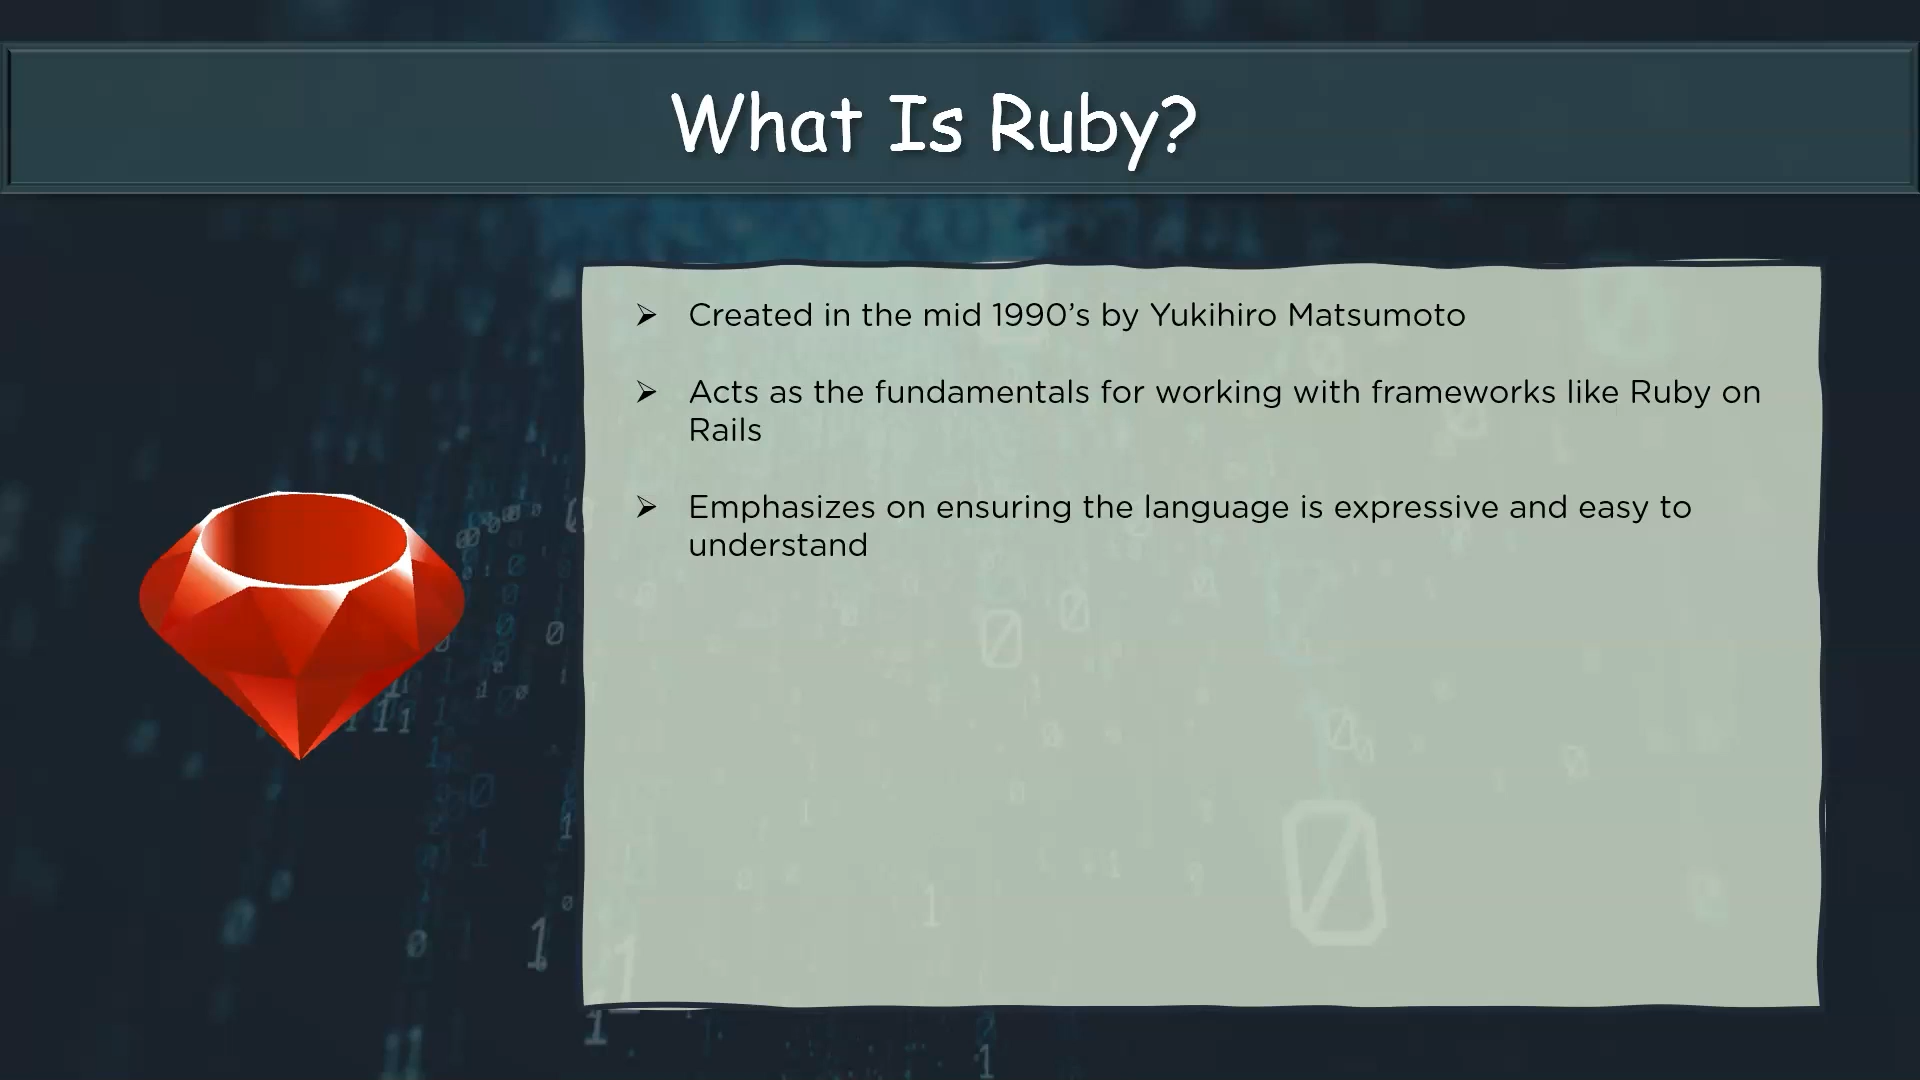 What Is Ruby?
➢ Created in the mid 1990’s by Yukihiro Matsumoto
➢ Acts as the fundamentals for working with frameworks like Ruby on
Rails
➢ Emphasizes on ensuring the language is expressive and easy to
understand